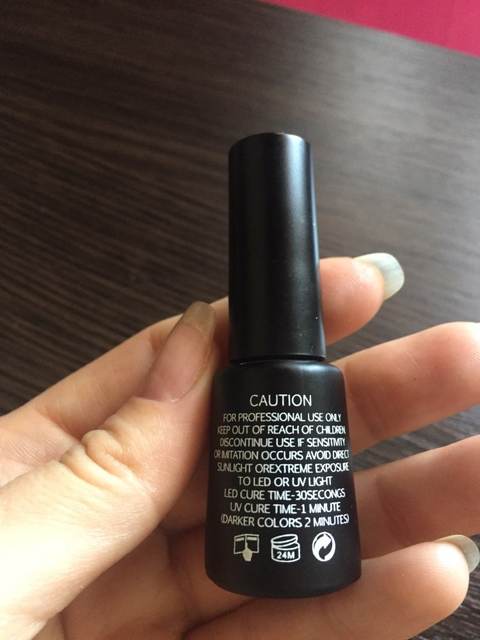 CAUTION
FOR PROFESSIONAL USE ONLY
KEEP OUT OF REACH OF CHILDREN.
DISCONTINUE USE IF SENSITIVITY
OR IMITATION OCCURS AVOID DIRECT
SUNLIGHT OREXTREME EXPOSURE
TO LED OR UV LIGHT
LED CURE TIME-30SECONGS
UV CURE TIME-1 MINUTE
(DARKER COLORS 2 MINUTES)
24M